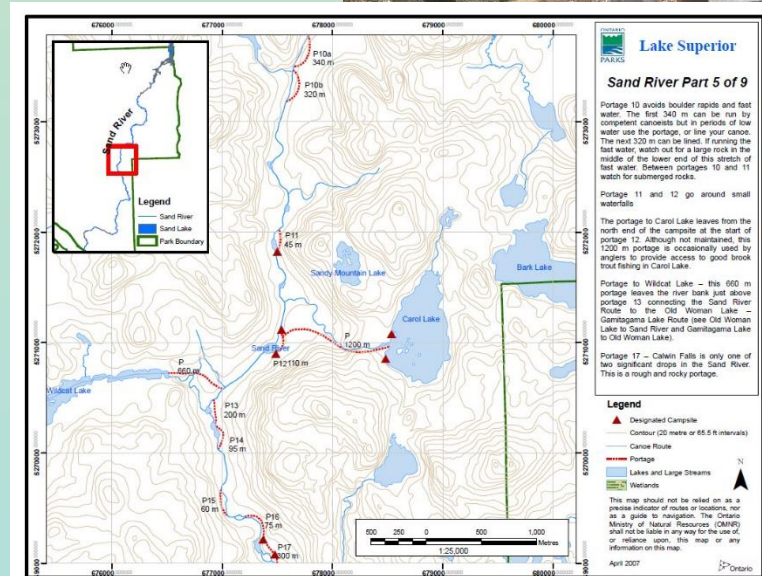 676000 677000 678000 679000 680000
ONTARIO
PARKS
Lake Superior
Sand River Part 5 of 9
Portage 10 avoids boulder rapids and fast
water. The first 340 m can be run by
competent canoeists but in periods of low
water use the portage, or line your canoe.
The next 320 m can be lined. If running the
fast water, watch out for a large rock in the
middle of the lower end of this stretch of
fast water. Between portages 10 and 11
watch for submerged rocks.
Portage 11 and 12 go around small
waterfalls
The portage to Carol Lake leaves from the
north end of the campsite at the start of
portage 12. Although not maintained, this
1200 m portage is occasionally used by
anglers to provide access to good brook
trout fishing in Carol Lake.
Portage to Wildcat Lake – this 660 m
portage leaves the river bank just above
portage 13 connecting the Sand River
Route to the Old Woman Lake –
Gamitagama Lake Route (see Old Woman
Lake to Sand River and Gamitagama Lake
to Old Woman Lake).
Portage 17 – Calwin Falls is only one of
two significant drops in the Sand River.
This is a rough and rocky portage.
Legend
Designated Campsite
Contour (20 metre or 65.5 ft intervals)
Canoe Route
Portage
Lakes and Large Streams
Wetlands
N
This map should not be relied on as a
precise indicator of routes or locations, nor
as a guide to navigation. The Ontario
Ministry of Natural Resources (OMNR)
shall not be liable in any way for the use of,
or reliance upon, this map or any
information on this map.
April 2007
Ontario
Sand River
Legend
Sand River
Sand Lake
Park Boundary
P10a
340 m
P10b
320 m
5273000
5273000
P11
45 m
5272000
5272000
Sandy Mountain Lake
Bark Lake
Carol Lake
P
1200 m
5271000
5271000
Sand River
P12 110 m
P
660 m
Wildcat Lake
P13
200 m
P14
95 m
5270000
5270000
P15
60 m
P16
75 m
P17
500 250 0 500 1,000
Metres
1:25,000
676000 677000 678000 679000 680000